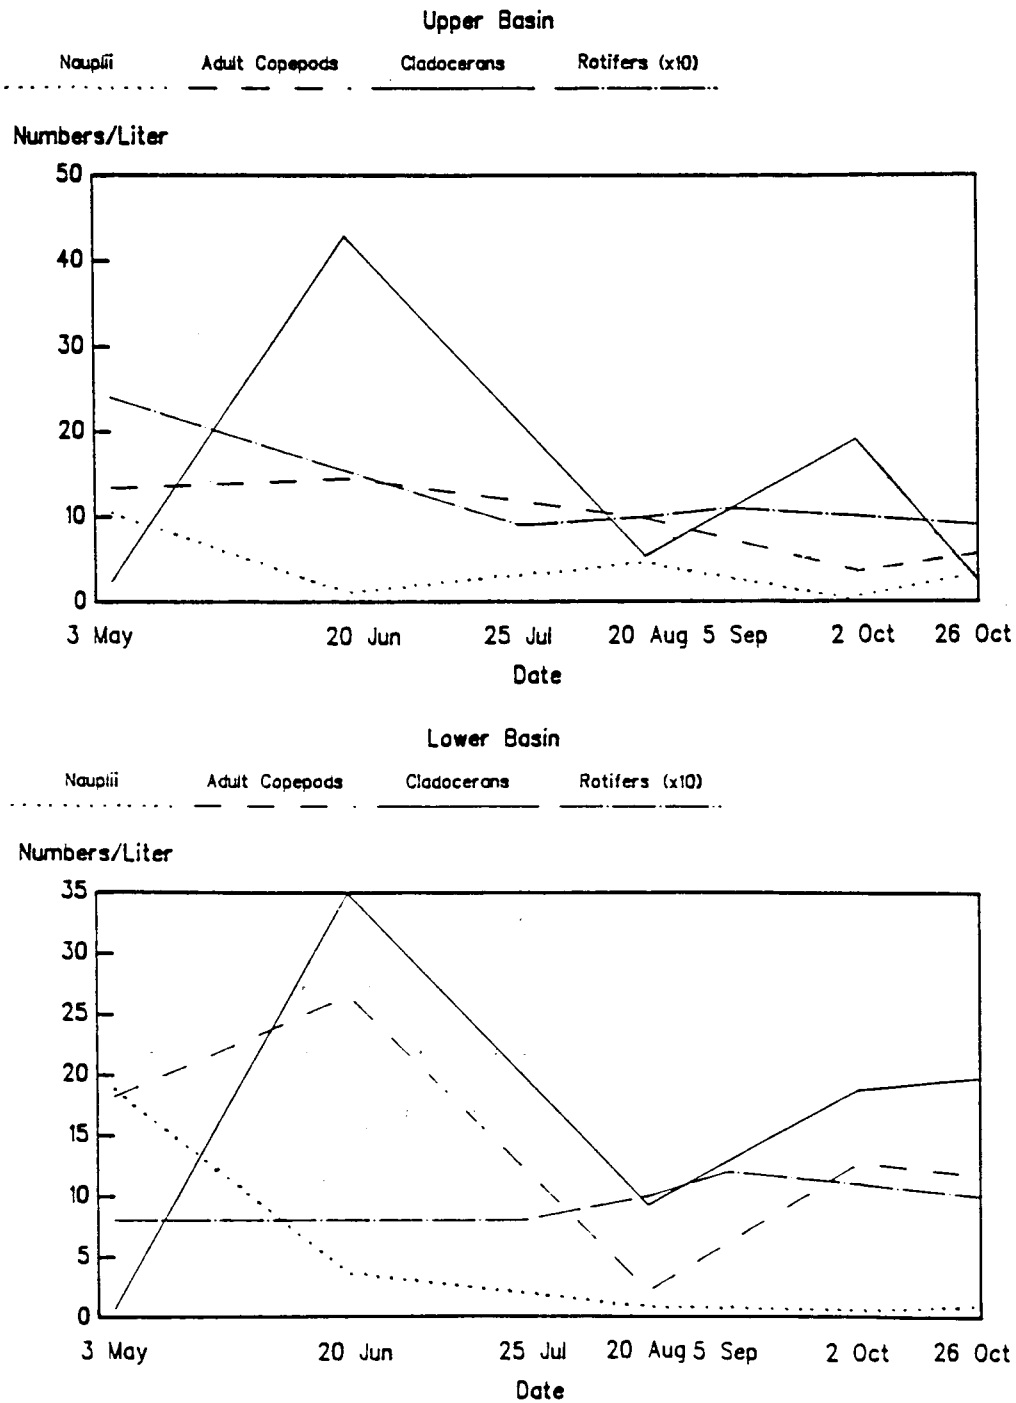 Upper Basin
Nauplii Adult Copepods Cladocerans Rotifers (x10)
Numbers/Liter
50
40
30
20
10
0
3 May 20 Jun 25 Jul 20 Aug 5 Sep 2 Oct 26 Oct
Date
Lower Basin
Nauplii Adult Copepods Cladocerans Rotifers (x10)
Numbers/Liter
35
30
25
20
15
10
5
0
3 May 20 Jun 25 Jul 20 Aug 5 Sep 2 Oct 26 Oct
Date